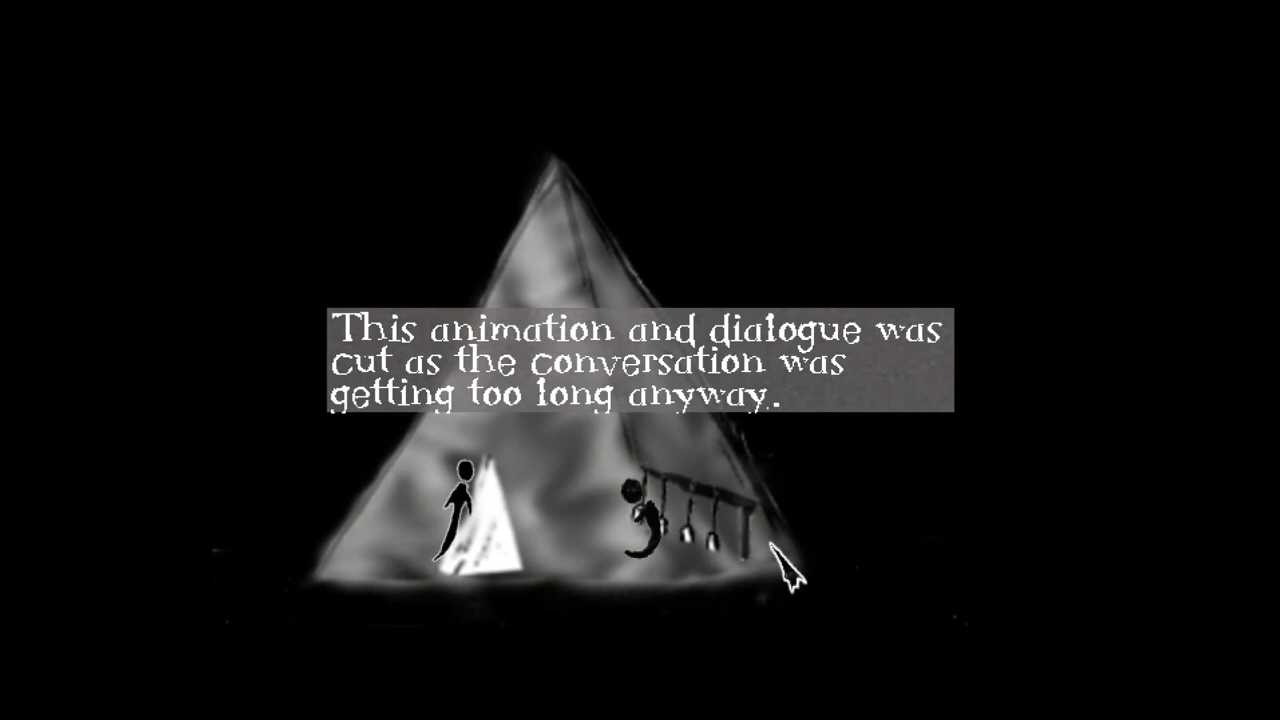 This animation and dialogue was
cut as the conversation was
getting too long anyway.